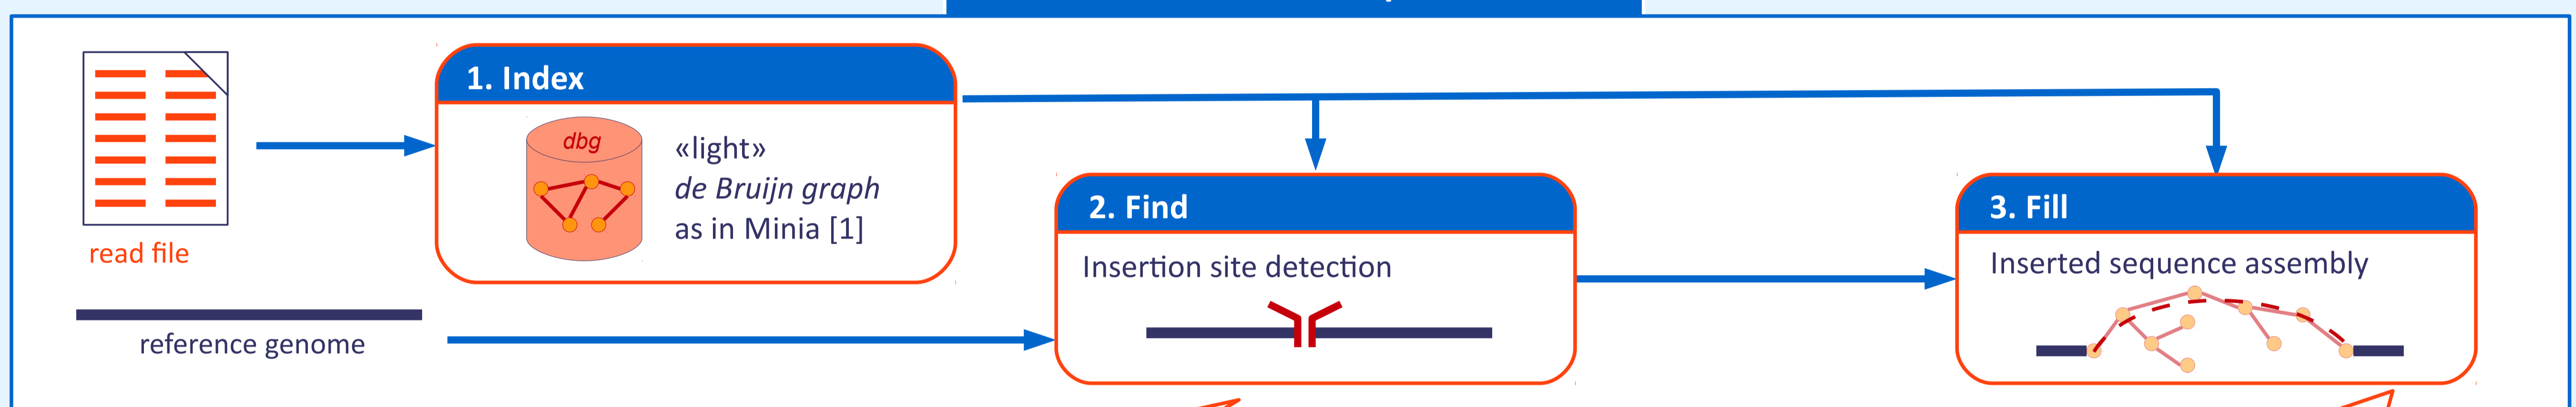 1. Index
dbg
«light»
de Bruijn graph
as in Minia [1]
read file
reference genome
2. Find
Insertion site detection
3. Fill
Inserted sequence assembly